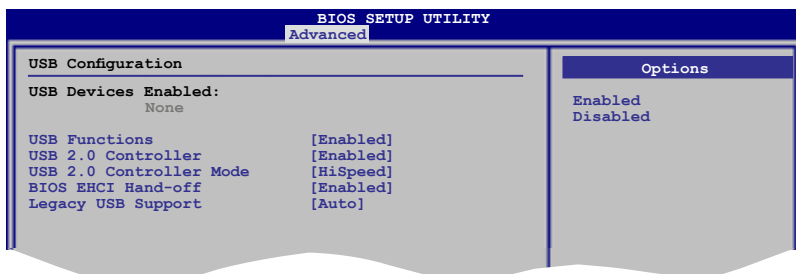 BIOS SETUP UTILITY
Advanced
USB Configuration
USB Devices Enabled:
None
USB Functions [Enabled]
USB 2.0 Controller [Enabled]
USB 2.0 Controller Mode [HiSpeed]
BIOS EHCI Hand-off [Enabled]
Legacy USB Support [Auto]
Options
Enabled
Disabled